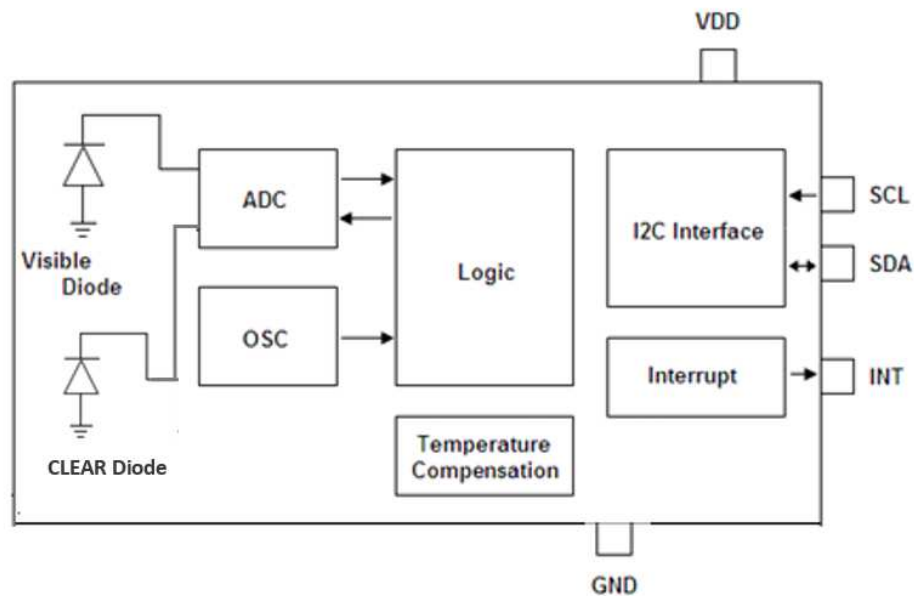 VDD
ADC
Logic
I2C Interface
SCL
SDA
Visible
Diode
OSC
Interrupt
INT
CLEAR Diode
Temperature
Compensation
GND